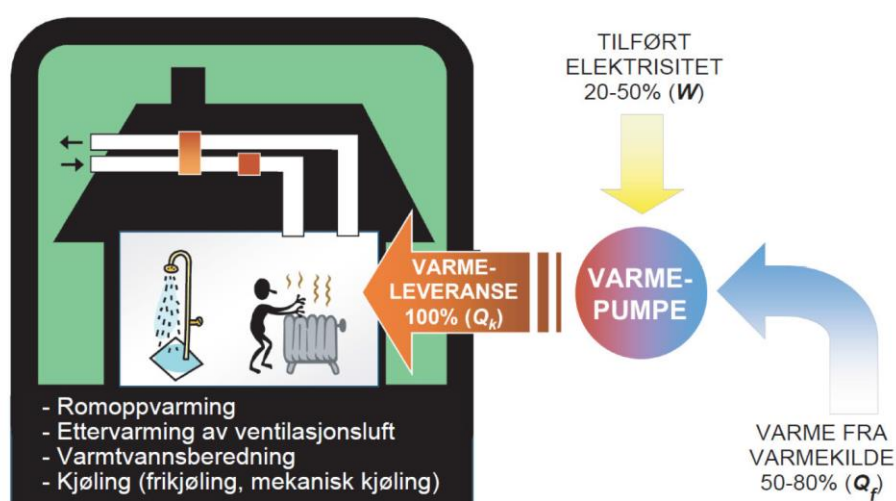 TILFØRT
ELEKTRISITET
20-50% (W)
VARME-
LEVERANSE
100% (Qk)
VARME-
PUMPE
- Romoppvarming
- Ettervarming av ventilasjonsluft
- Varmtvannsberedning
- Kjøling (frikjøling, mekanisk kjøling)
VARME FRA
VARMEKILDE
50-80% (Qf)